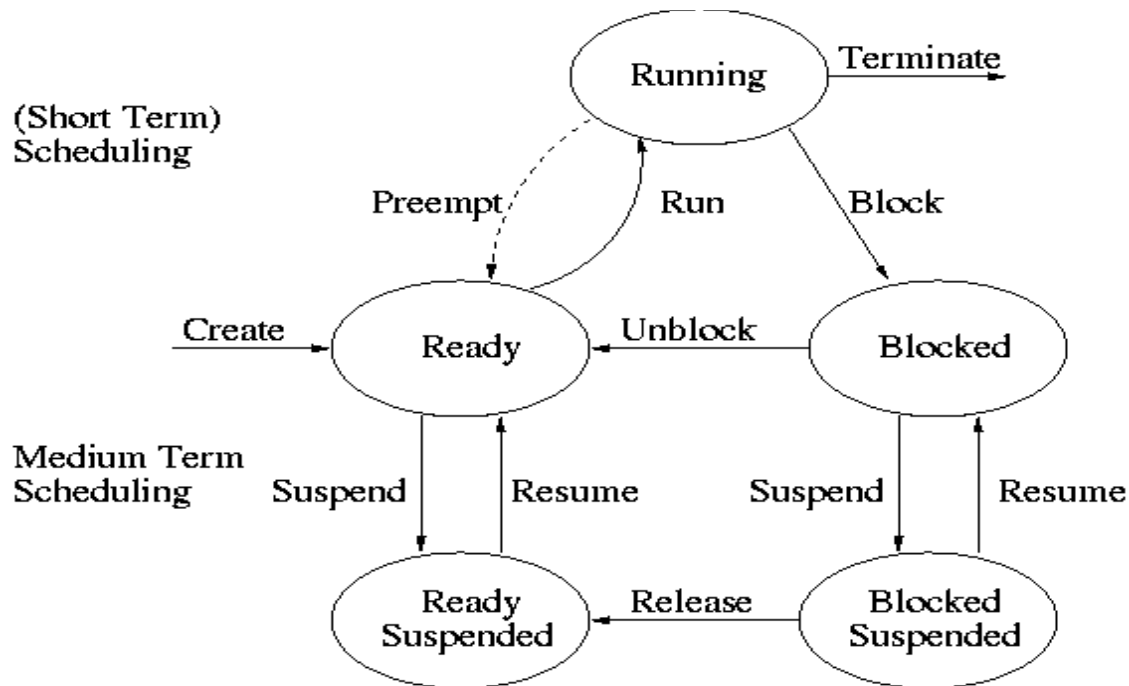 Running
Terminate
(Short Term)
Scheduling
Preempt
Run
Block
Create
Ready
Unblock
Blocked
Medium Term
Scheduling
Suspend
Resume
Suspend
Resume
Ready
Suspended
Release
Blocked
Suspended